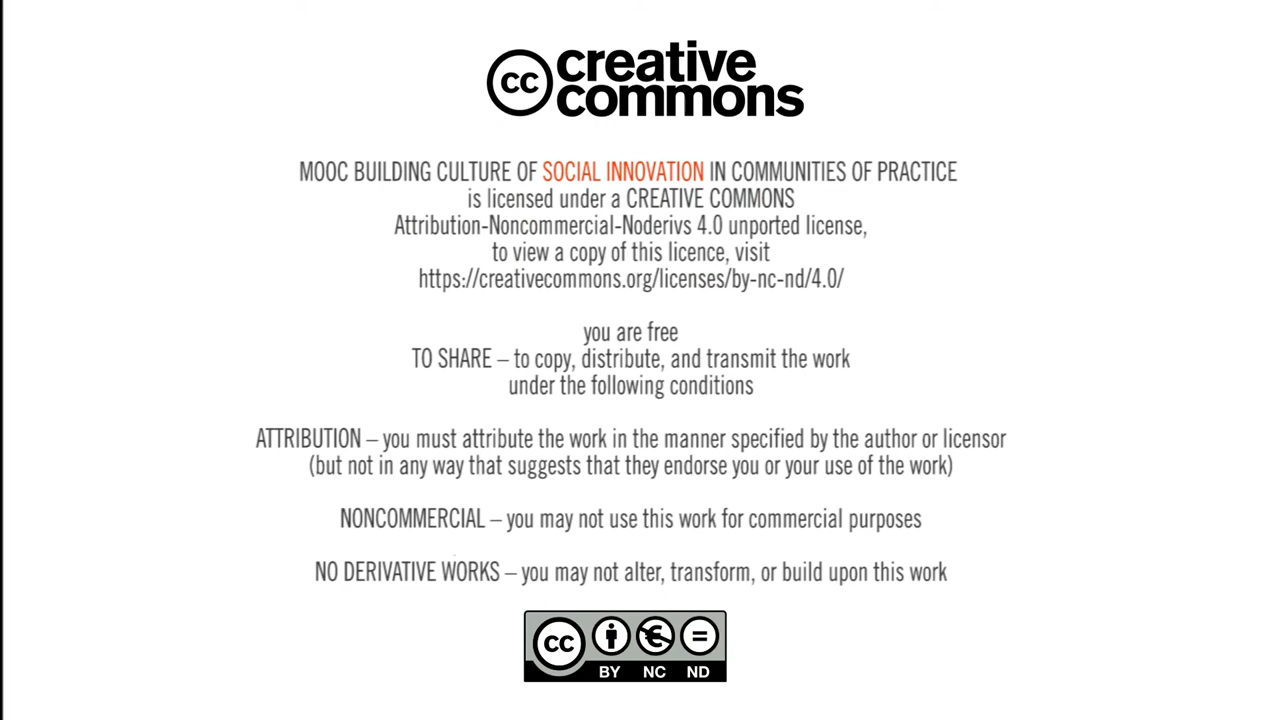 cc creative
commons
MOOC BUILDING CULTURE OF SOCIAL INNOVATION IN COMMUNITIES OF PRACTICE
is licensed under a CREATIVE COMMONS
Attribution-Noncommercial-Noderivs 4.0 unported license,
to view a copy of this licence, visit
https://creativecommons.org/licenses/by-nc-nd/4.0/
you are free
TO SHARE – to copy, distribute, and transmit the work
under the following conditions
ATTRIBUTION – you must attribute the work in the manner specified by the author or licensor
(but not in any way that suggests that they endorse you or your use of the work)
NONCOMMERCIAL – you may not use this work for commercial purposes
NO DERIVATIVE WORKS – you may not alter, transform, or build upon this work
cc € =
BY NC ND